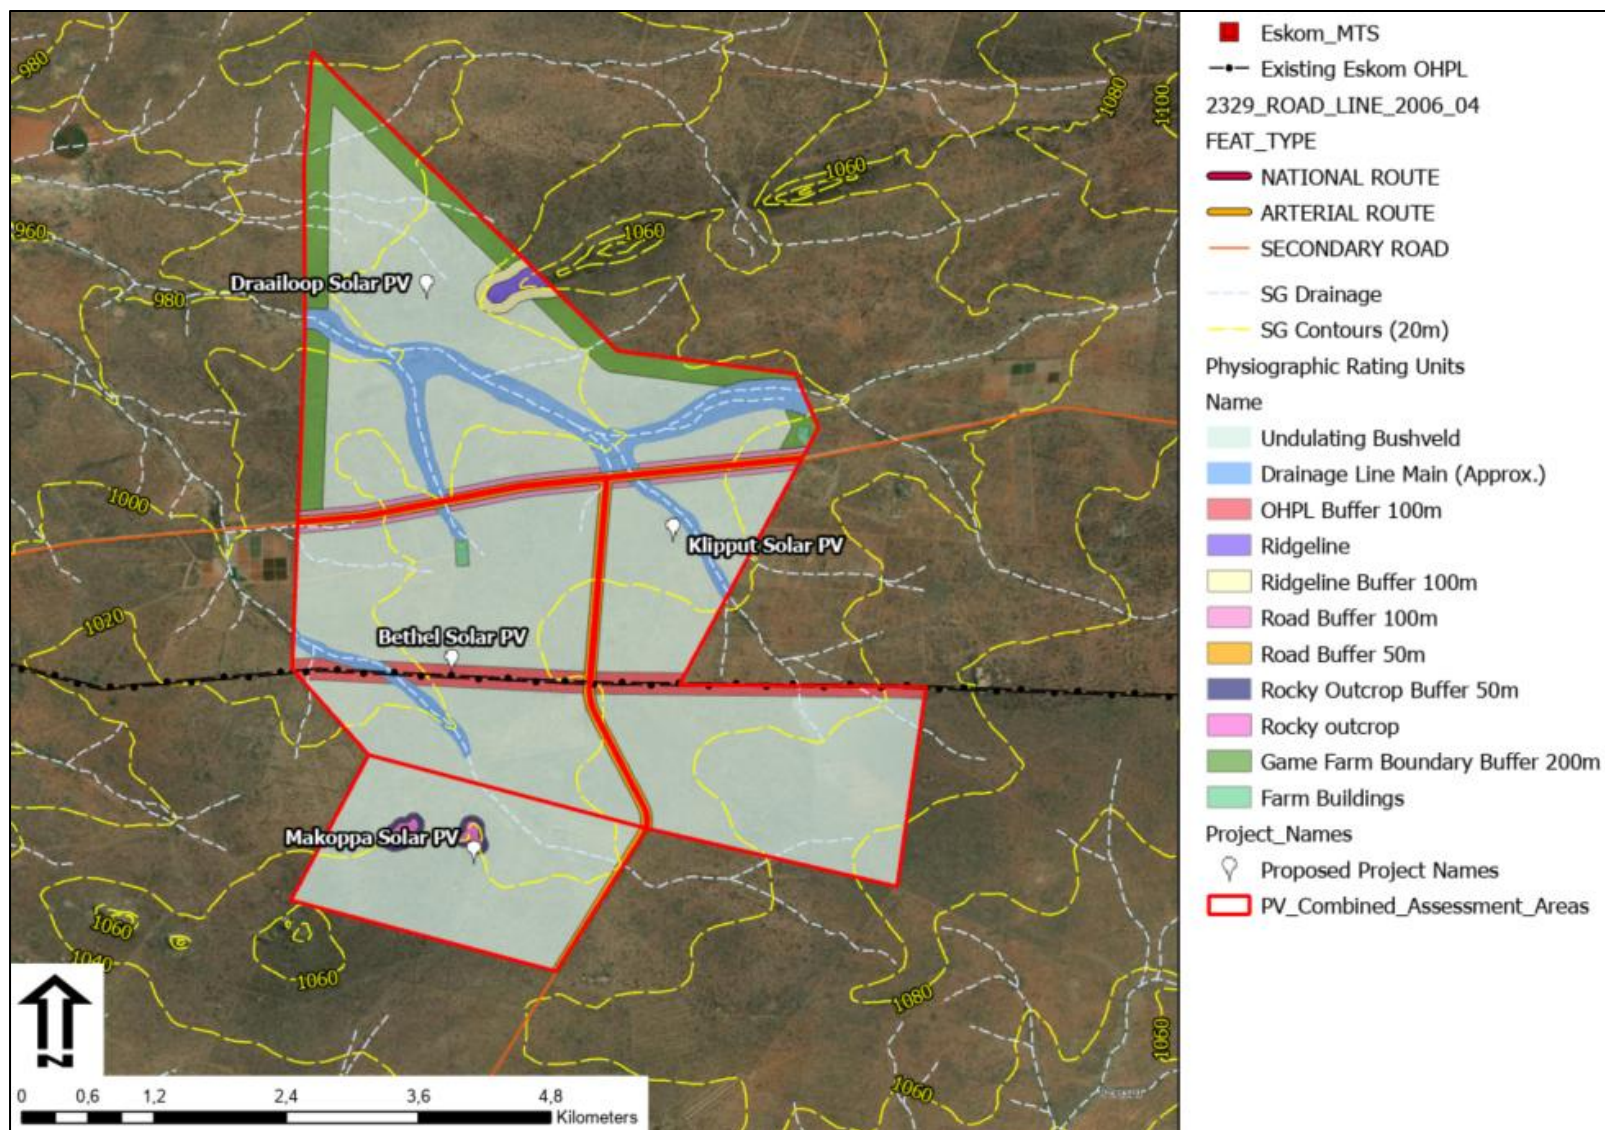 980
1080
1100
1060
1060
960
980
Draailoop Solar PV
1000
Klipput Solar PV
1020
Bethel Solar PV
Makoppa Solar PV
1060
1040
1060
1080
1060
1060
N
0 0,6 1,2 2,4 3,6 4,8
Kilometers
Eskom_MTS
Existing Eskom OHPL
2329_ROAD_LINE_2006_04
FEAT_TYPE
NATIONAL ROUTE
ARTERIAL ROUTE
SECONDARY ROAD
SG Drainage
SG Contours (20m)
Physiographic Rating Units
Name
Undulating Bushveld
Drainage Line Main (Approx.)
OHPL Buffer 100m
Ridgeline
Ridgeline Buffer 100m
Road Buffer 100m
Road Buffer 50m
Rocky Outcrop Buffer 50m
Rocky outcrop
Game Farm Boundary Buffer 200m
Farm Buildings
Project_Names
Proposed Project Names
PV_Combined_Assessment_Areas